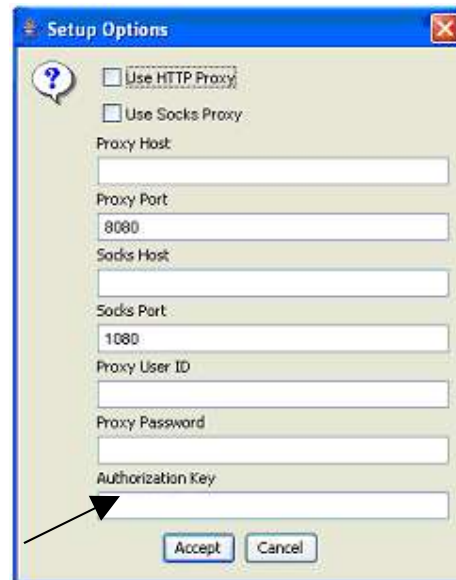 Setup Options
Use HTTP Proxy
Use Socks Proxy
Proxy Host
Proxy Port
8080
Socks Host
Socks Port
1080
Proxy User ID
Proxy Password
Authorization Key
Accept Cancel